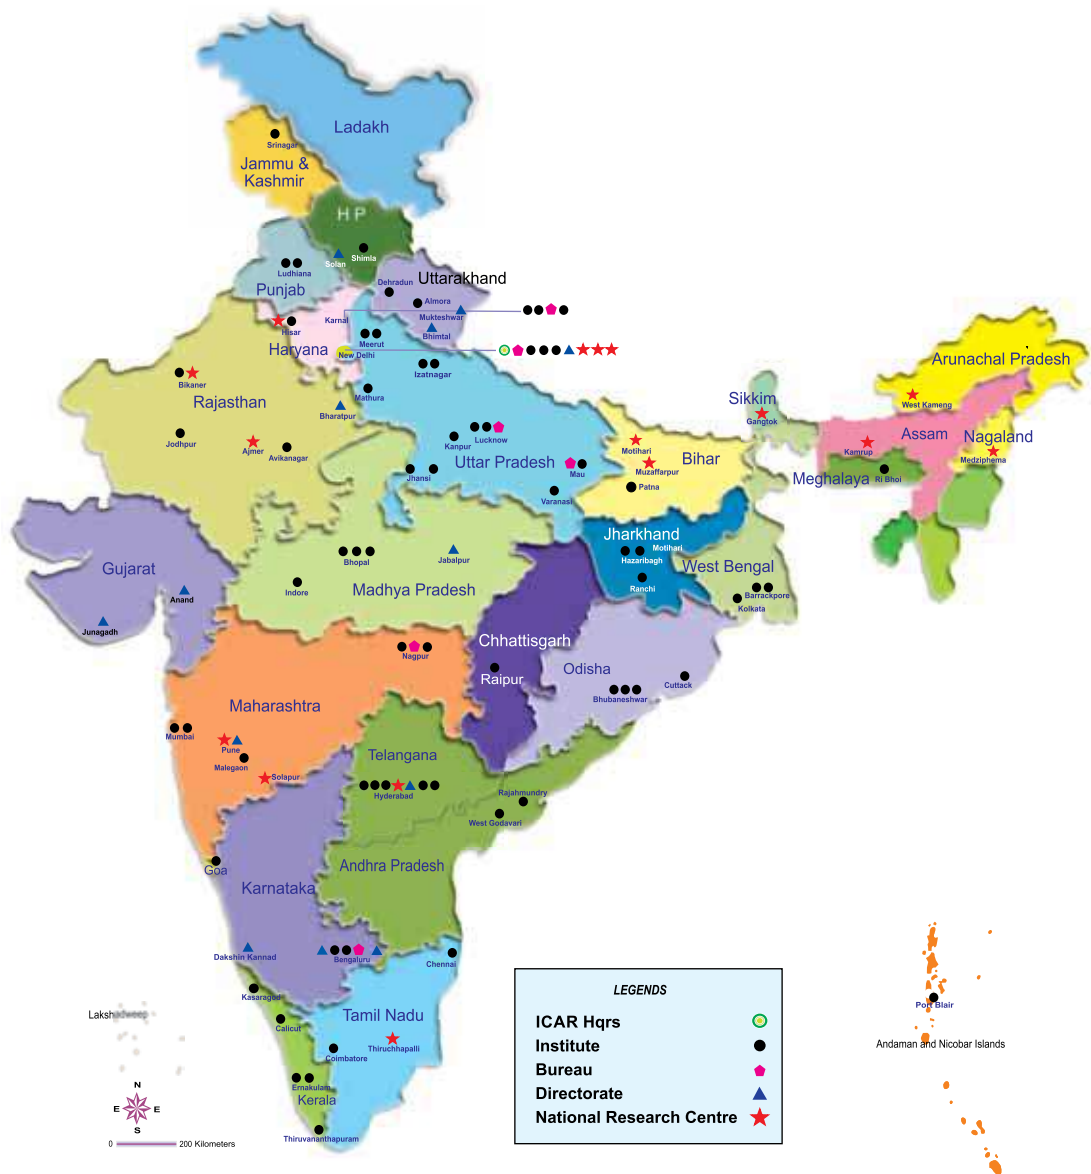 Ladakh
Srinagar
Jammu &
Kashmir
H P
Solan
Shimla
Ludhiana
Punjab
Uttarakhand
Dehradun
Almora
Mukteshwar
Bhimtal
Karnal
Hisar
Haryana
Meerut
New Delhi
Izatnagar
Mathura
Bikaner
Rajasthan
Bharatpur
Jodhpur
Ajmer
Avikanagar
Kanpur
Lucknow
Uttar Pradesh
Jhansi
Mau
Varanasi
Motihari
Muzaffarpur
Bihar
Patna
Sikkim
Gangtok
Arunachal Pradesh
West Kameng
Assam
Kamrup
Nagaland
Medziphema
Meghalaya
Ri Bhoi
Gujarat
Anand
Junagadh
Bhopal
Jabalpur
Indore
Madhya Pradesh
Jharkhand
Motihari
Hazaribagh
Ranchi
West Bengal
Barrackpore
Kolkata
Chhattisgarh
Raipur
Odisha
Bhubaneshwar
Cuttack
Nagpur
Maharashtra
Mumbai
Pune
Malegaon
Solapur
Telangana
Hyderabad
Rajahmundry
West Godavari
Andhra Pradesh
Goa
Karnataka
Dakshin Kannad
Bengaluru
Chennai
Kasaragod
Calicut
Tamil Nadu
Thiruchhapalli
Coimbatore
Ernakulam
Kerala
Thiruvananthapuram
Lakshadweep
N
E E
S
0 200 Kilometers
LEGENDS
ICAR Hqrs
Institute
Bureau
Directorate
National Research Centre
Port Blair
Andaman and Nicobar Islands